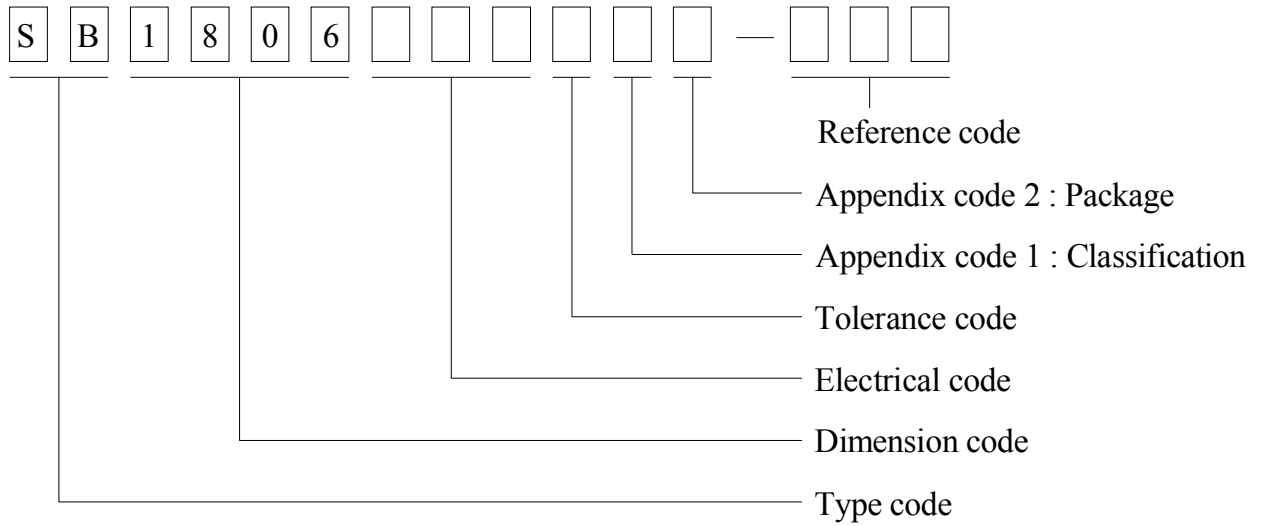 S B 1 8 0 6 —
Reference code
Appendix code 2 : Package
Appendix code 1 : Classification
Tolerance code
Electrical code
Dimension code
Type code